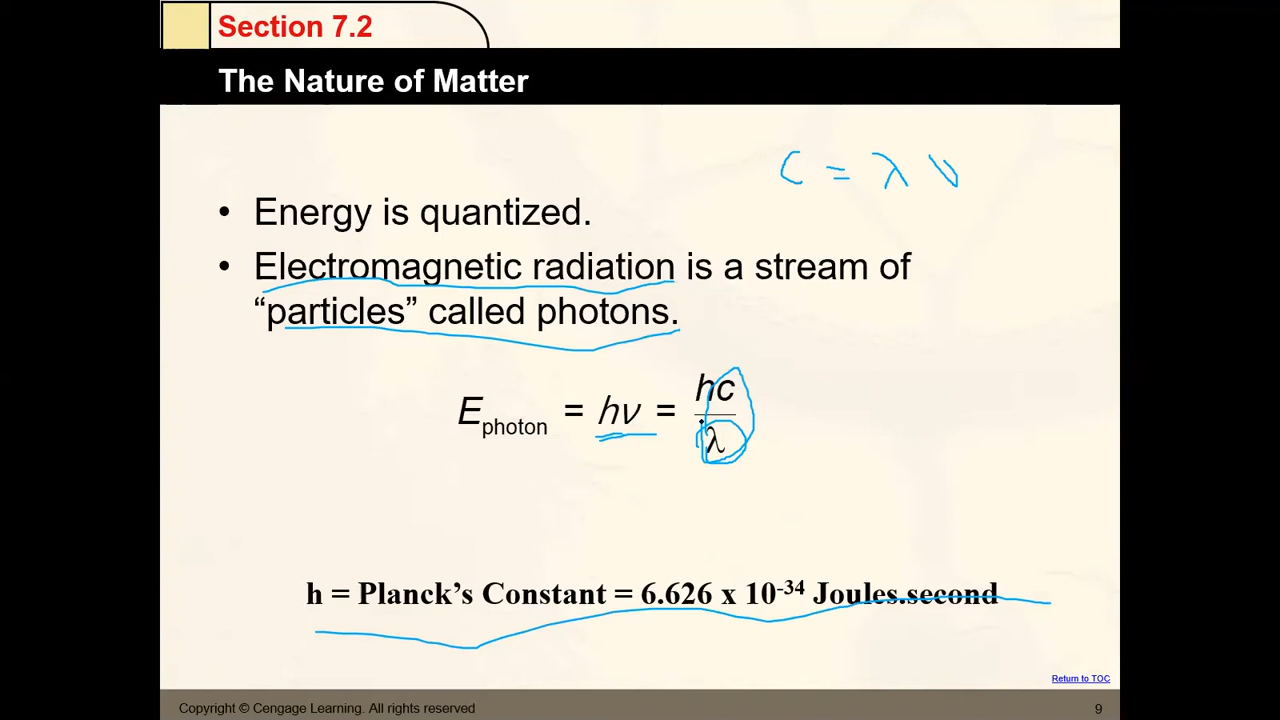 Section 7.2
The Nature of Matter
c = λ ν
• Energy is quantized.
• Electromagnetic radiation is a stream of
“particles” called photons.
E photon = hν = hc/λ
h = Planck’s Constant = 6.626 x 10⁻³⁴ Joules.second
Return to TOC
Copyright © Cengage Learning. All rights reserved 9